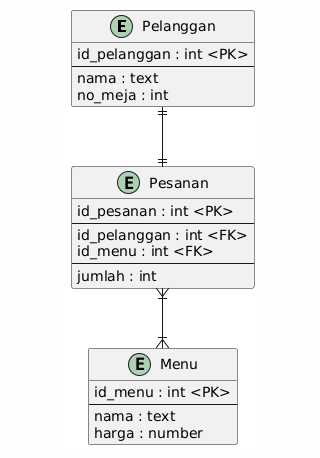 E Pelanggan
id_pelanggan : int <PK>
nama : text
no_meja : int
E Pesanan
id_pesanan : int <PK>
id_pelanggan : int <FK>
id_menu : int <FK>
jumlah : int
E Menu
id_menu : int <PK>
nama : text
harga : number